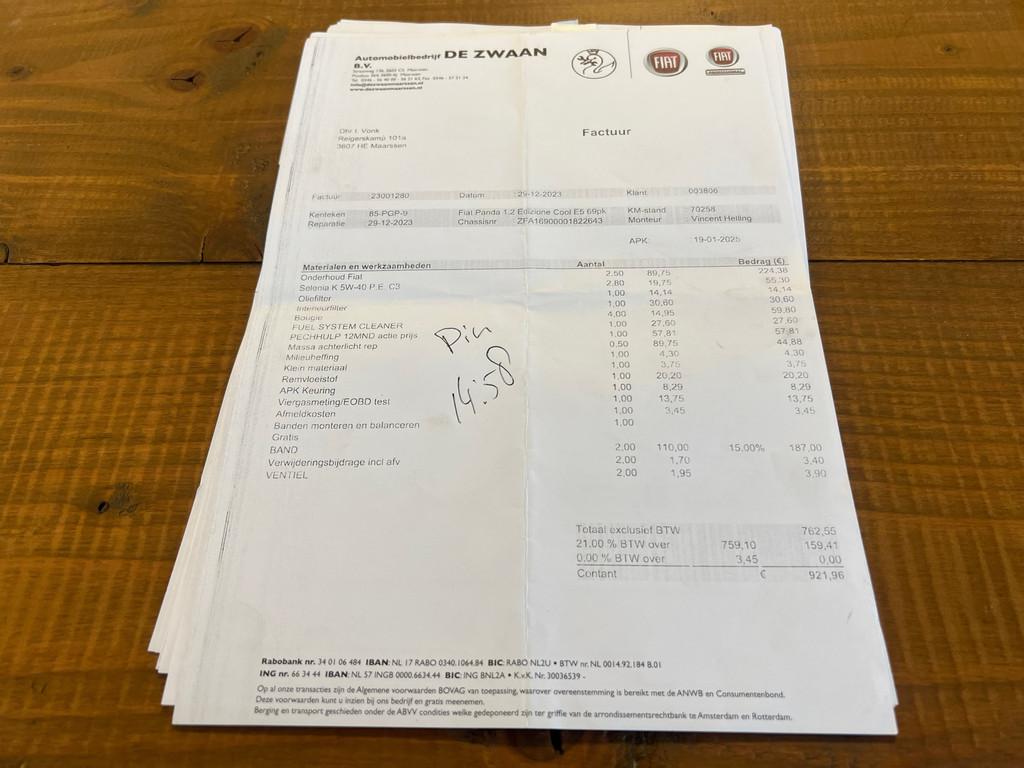 Automobielbedrijf DE ZWAAN
B.V.
info@dezwaanmaarssen.nl
www.dezwaanmaarssen.nl
FIAT
FIAT
Dhr I. Vonk
Reigerskamp 101a
3607 HE Maarssen
Factuur
Factuur 23001280 Datum 29-12-2023 Klant 003806
Kenteken 85-PGP-9 Fiat Panda 1.2 Edizione Cool E5 69pk KM-stand 70258
Reparatie 29-12-2023 Chassisnr ZFA16900001822643 Monteur Vincent Helling
APK: 19-01-2025
Materialen en werkzaamheden Aantal Bedrag (€)
Onderhoud Fiat 2,50 89,75 224,38
Selenia K 5W-40 P.E. C3 2,80 19,75 55,30
Oliefilter 1,00 14,14 14,14
Interieurfilter 1,00 30,60 30,60
Bougie 4,00 14,95 59,80
FUEL SYSTEM CLEANER 1,00 27,60 27,60
PECHHULP 12MND actie prijs 1,00 57,81 57,81
Massa achterlicht rep 0,50 89,75 44,88
Milieuheffing 1,00 4,30 4,30
Klein materiaal 1,00 3,75 3,75
Remvloeistof 1,00 20,20 20,20
APK Keuring 1,00 8,29 8,29
Viergasmeting/EOBD test 1,00 13,75 13,75
Afmeldkosten 1,00 3,45 3,45
Banden monteren en balanceren 1,00
Gratis
BAND 2,00 110,00 15,00% 187,00
Verwijderingsbijdrage incl afv 2,00 1,70 3,40
VENTIEL 2,00 1,95 3,90
Pin
14:58
Totaal exclusief BTW 762,55
21.00 % BTW over 759,10 159,41
0.00 % BTW over 3,45 0,00
Contant € 921,96
Rabobank nr. 34 01 06 484 IBAN: NL 17 RABO 0340.1064.84 BIC: RABO NL2U • BTW nr. NL 0014.92.184 B.01
ING nr. 66 34 44 IBAN: NL 57 INGB 0000.6634.44 BIC: ING BNL2A • K.v.K. Nr. 30036539 -
Op al onze transacties zijn de Algemene voorwaarden BOVAG van toepassing, waarover overeenstemming is bereikt met de ANWB en Consumentenbond.
Deze voorwaarden kunt u inzien bij ons bedrijf en gratis meenemen.
Berging en transport geschieden onder de ABVV condities welke gedeponeerd zijn ter griffie van de arrondissementsrechtbank te Amsterdam en Rotterdam.